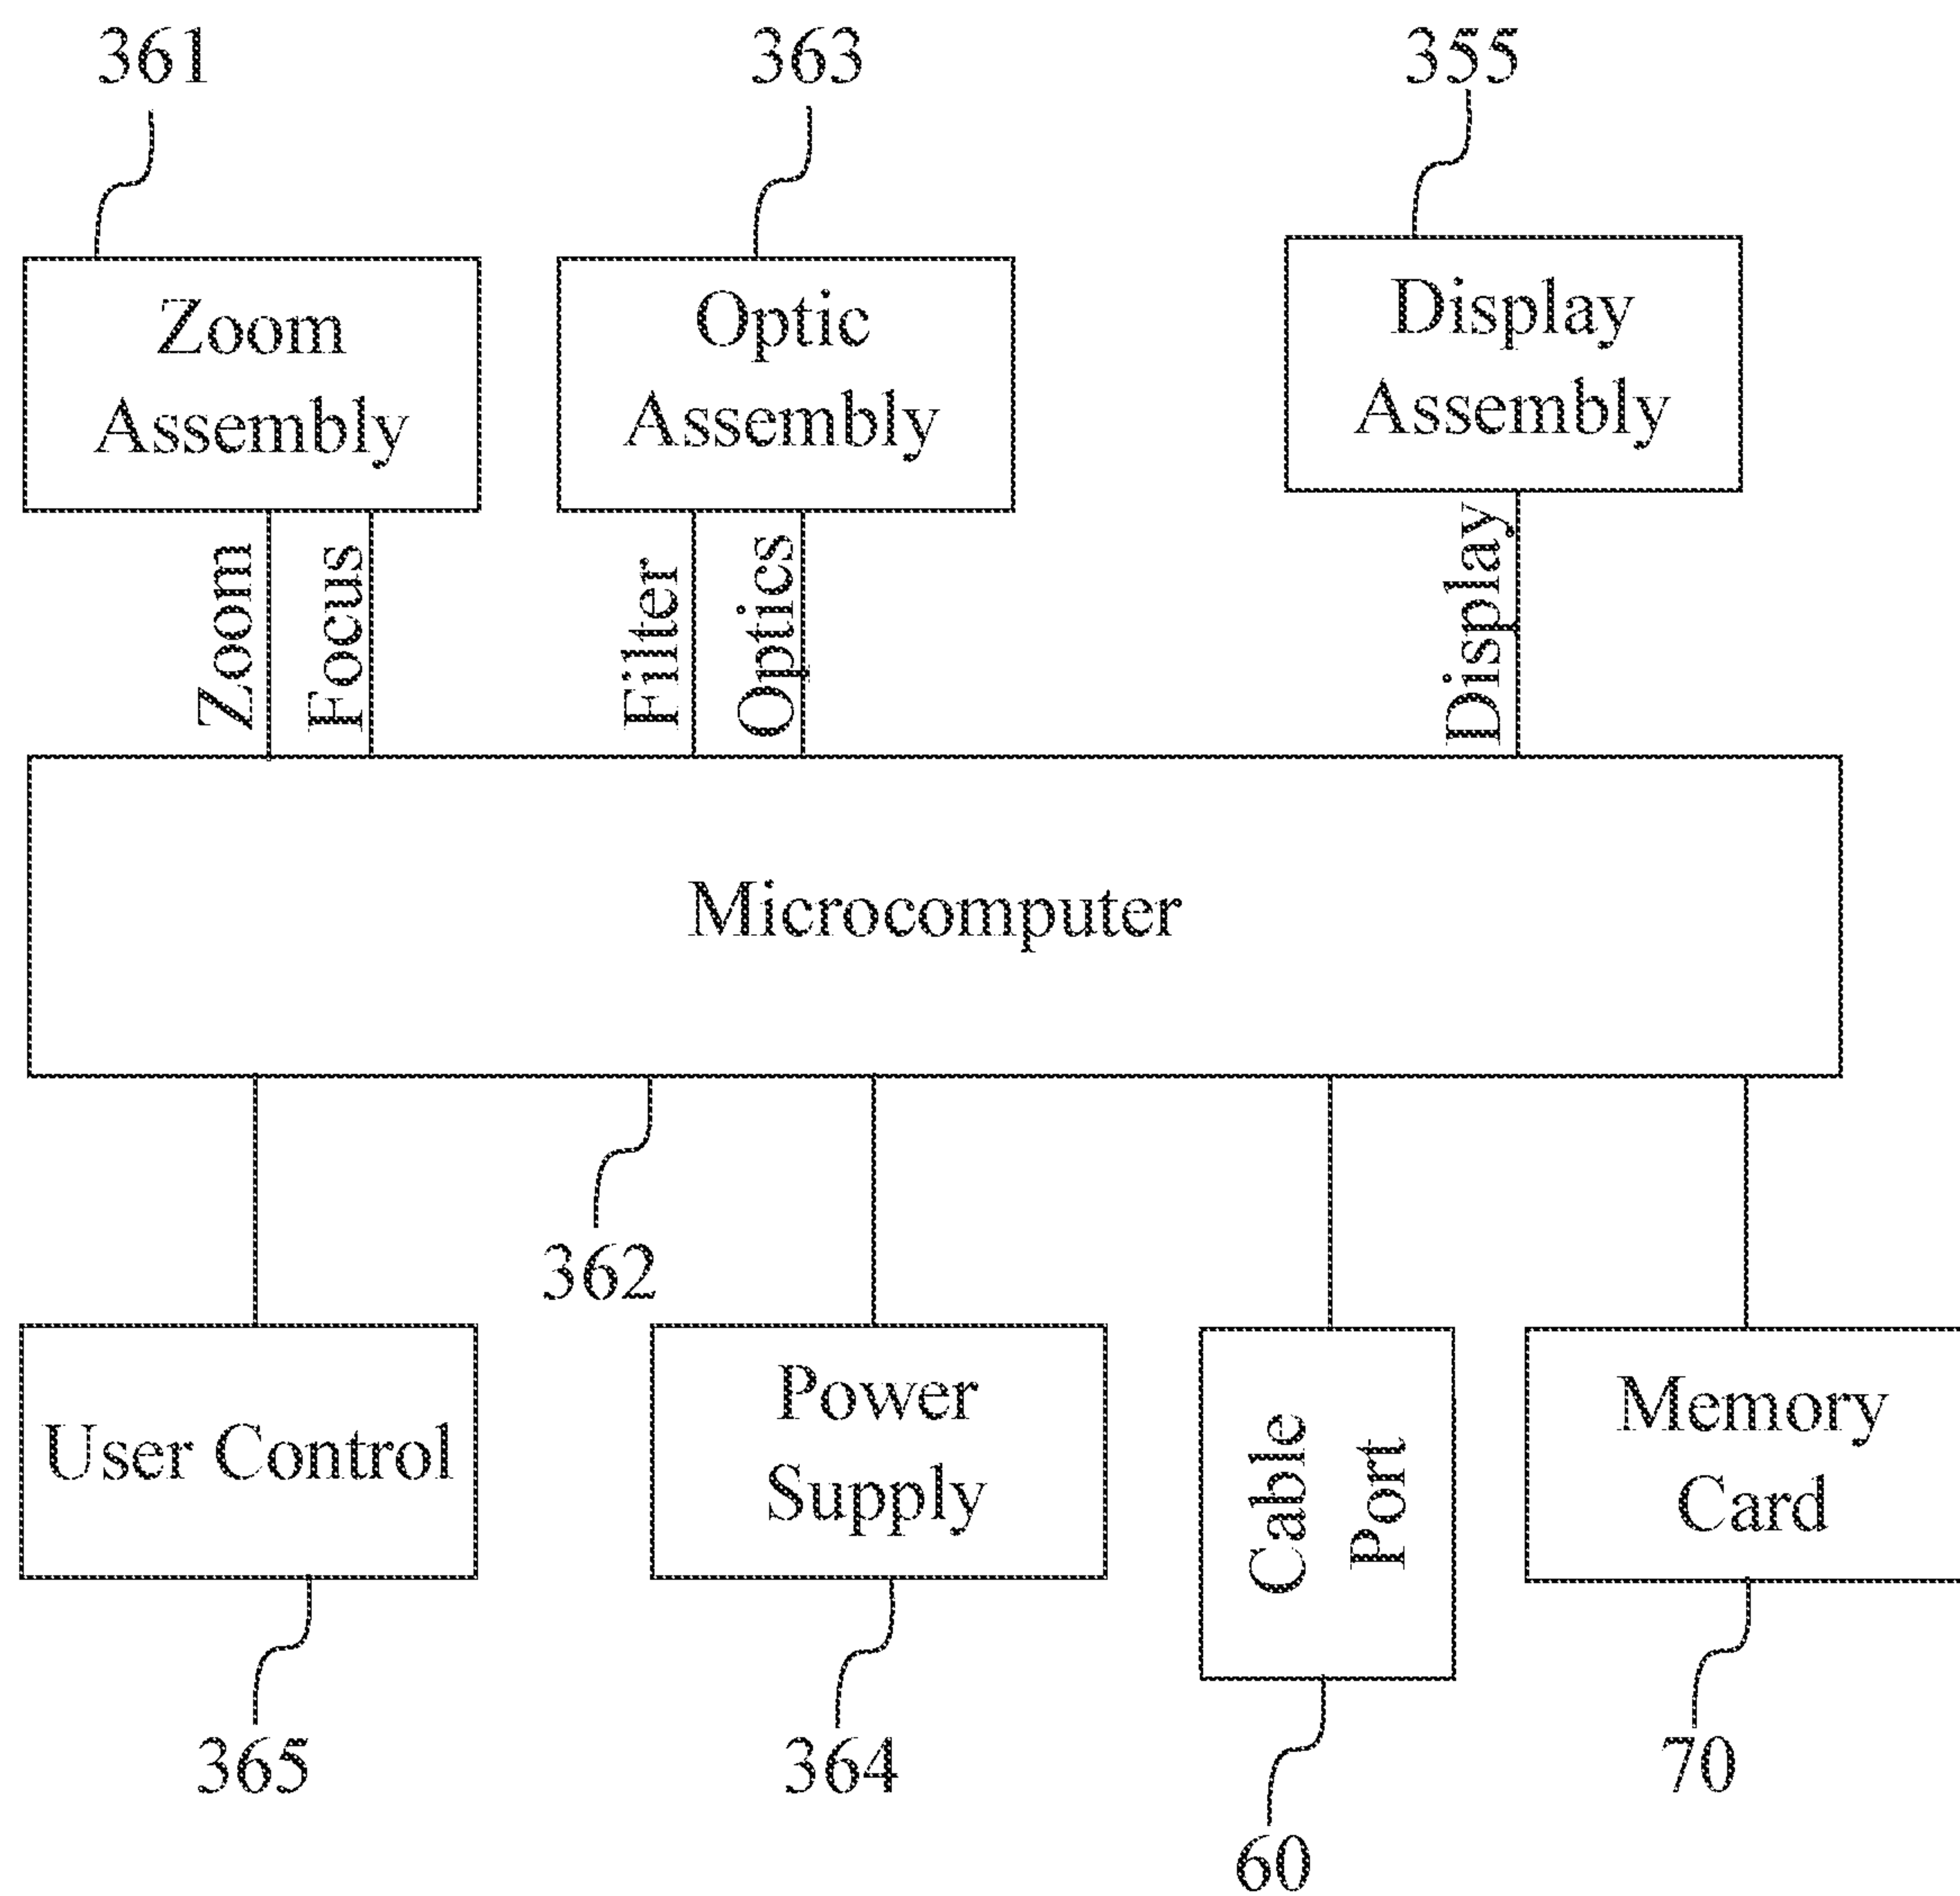 361
363
355
Zoom
Assembly
Optic
Assembly
Display
Assembly
Zoom
Focus
Filter
Optics
Display
Microcomputer
362
User Control
Power
Supply
Cable
Port
Memory
Card
365
364
60
70